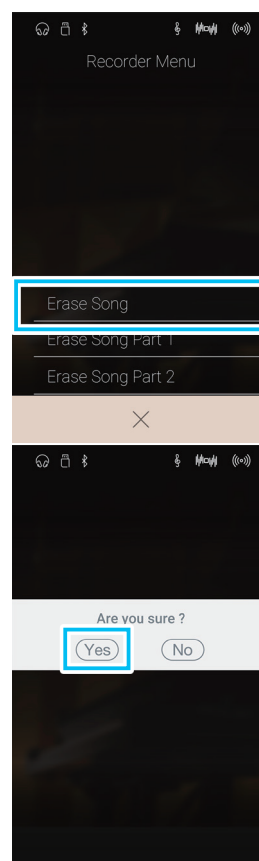 Recorder Menu
Erase Song
Erase Song Part 1
Erase Song Part 2
Are you sure ?
Yes
No